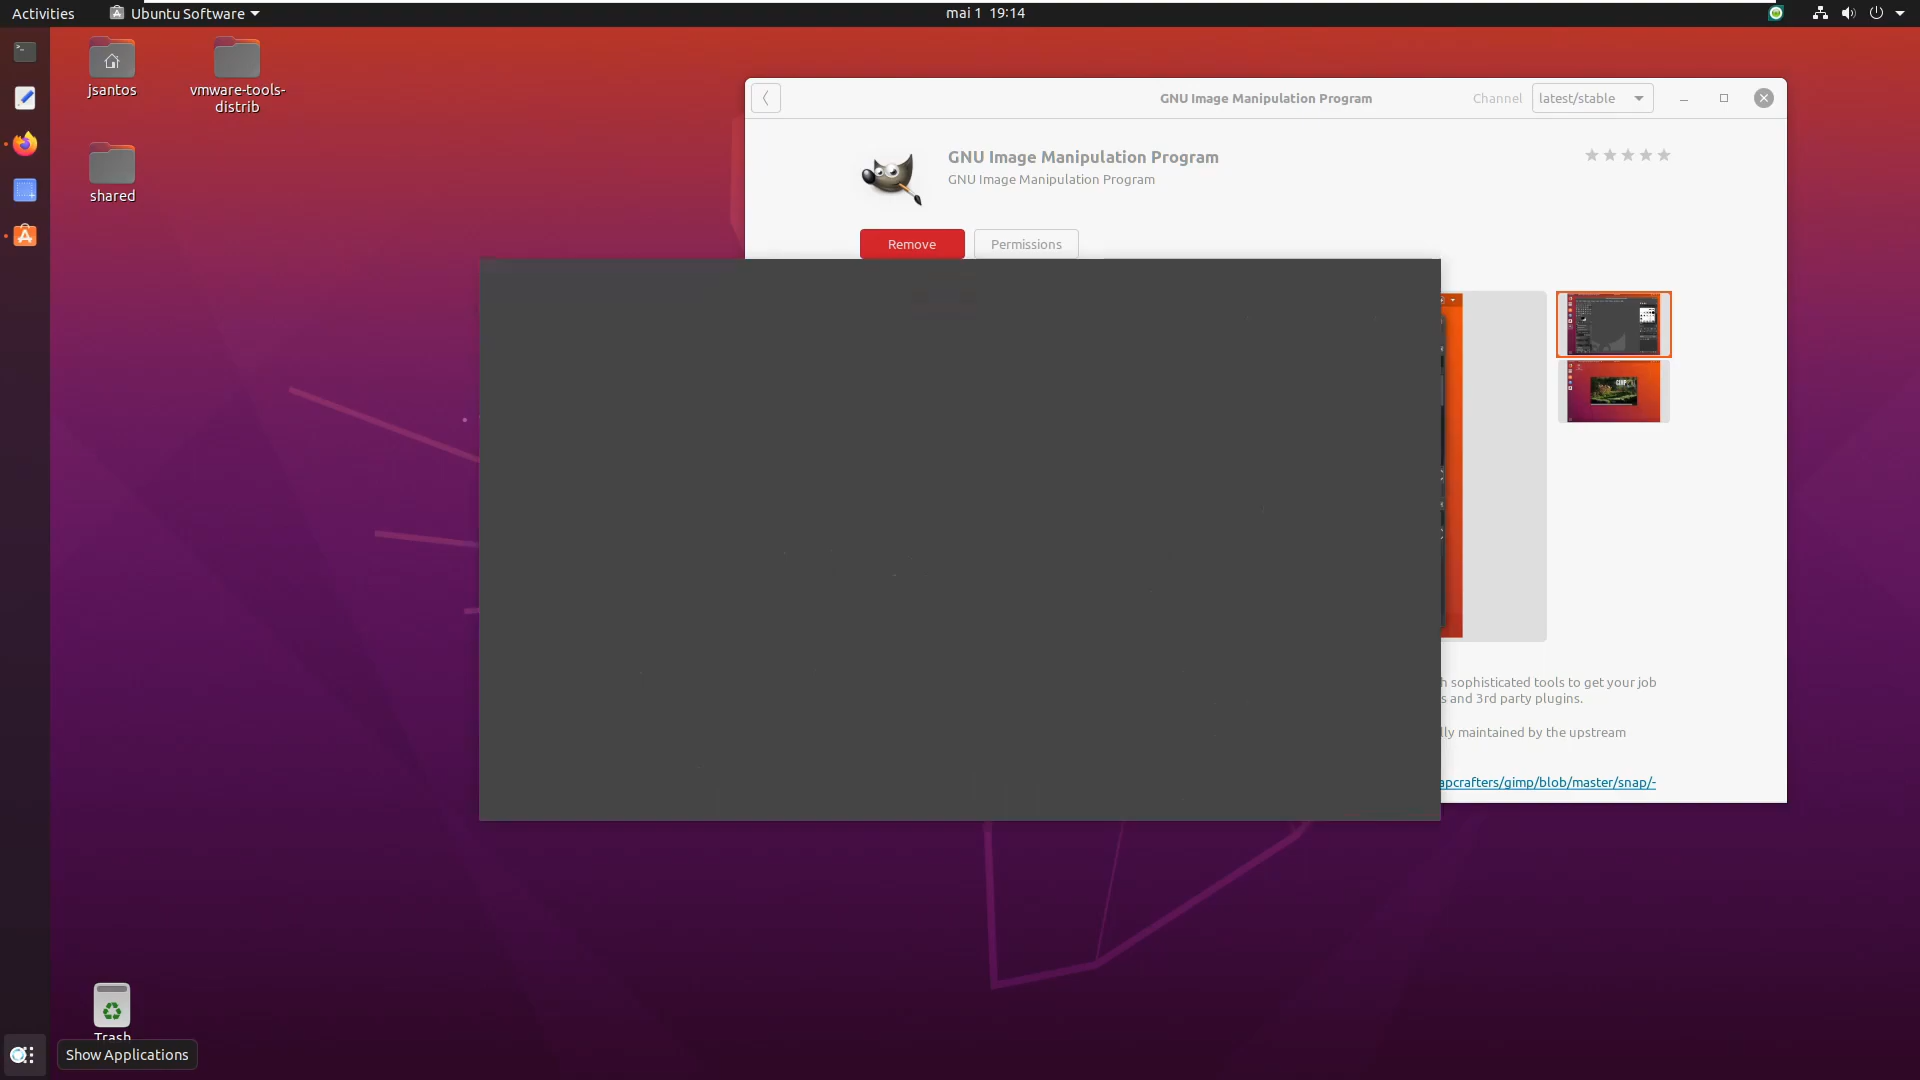 Activities
Ubuntu Software
mai 1 19:14
jsantos
vmware-tools-
distrib
shared
GNU Image Manipulation Program
Channel
latest/stable
GNU Image Manipulation Program
GNU Image Manipulation Program
Remove
Permissions
sophisticated tools to get your job
and 3rd party plugins.
maintained by the upstream
apcrafters/gimp/blob/master/snap/-
Trash
Show Applications